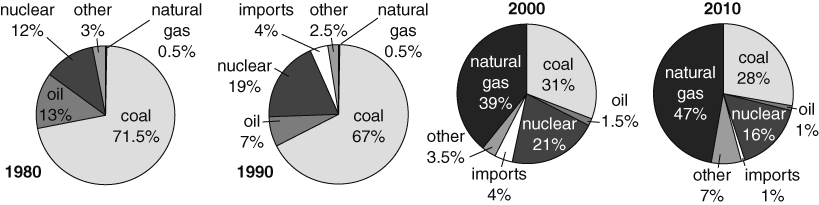 nuclear
12%
other
3%
natural
gas
0.5%
oil
13%
coal
71.5%
1980
imports
4%
other
2.5%
natural
gas
0.5%
nuclear
19%
oil
7%
coal
67%
1990
2000
natural
gas
39%
coal
31%
oil
1.5%
other
3.5%
nuclear
21%
imports
4%
2010
natural
gas
47%
coal
28%
oil
1%
nuclear
16%
other
7%
imports
1%